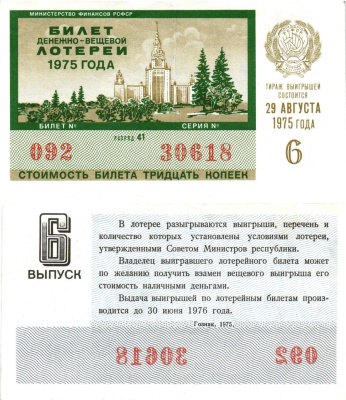 МИНИСТЕРСТВО ФИНАНСОВ РСФСР
БИЛЕТ
ДЕНЕЖНО-ВЕЩЕВОЙ
ЛОТЕРЕИ
1975 ГОДА
РАЗРЯД 41
БИЛЕТ № СЕРИЯ №
092 30618
СТОИМОСТЬ БИЛЕТА ТРИДЦАТЬ КОПЕЕК
ТИРАЖ ВЫИГРЫШЕЙ
СОСТОИТСЯ
29 АВГУСТА
1975 ГОДА
6
6
ВЫПУСК
В лотерее разыгрываются выигрыши, перечень и
количество которых установлены условиями лотереи,
утвержденными Советом Министров республики.
Владелец выигравшего лотерейного билета может
по желанию получить взамен вещевого выигрыша его
стоимость наличными деньгами.
Выдача выигрышей по лотерейным билетам произ-
водится до 30 июня 1976 года.
Гознак, 1975.
30618 092